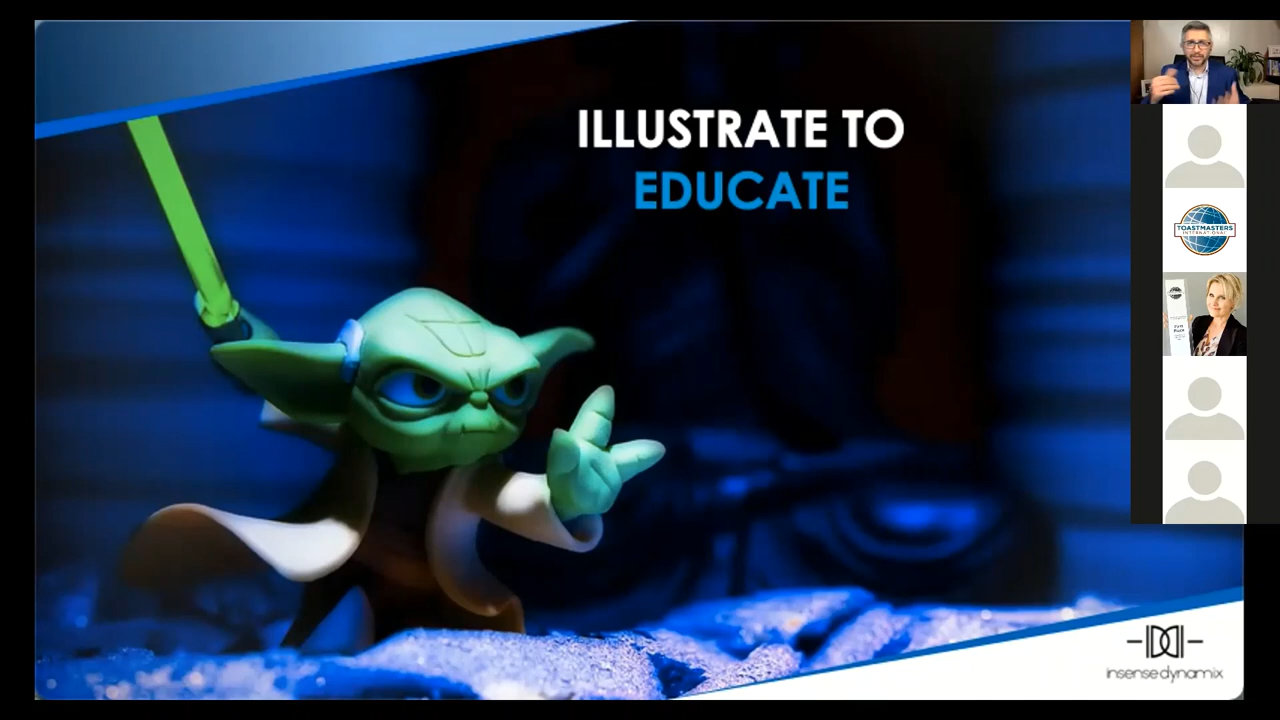 ILLUSTRATE TO
EDUCATE
TOASTMASTERS
INTERNATIONAL
insensedynamix